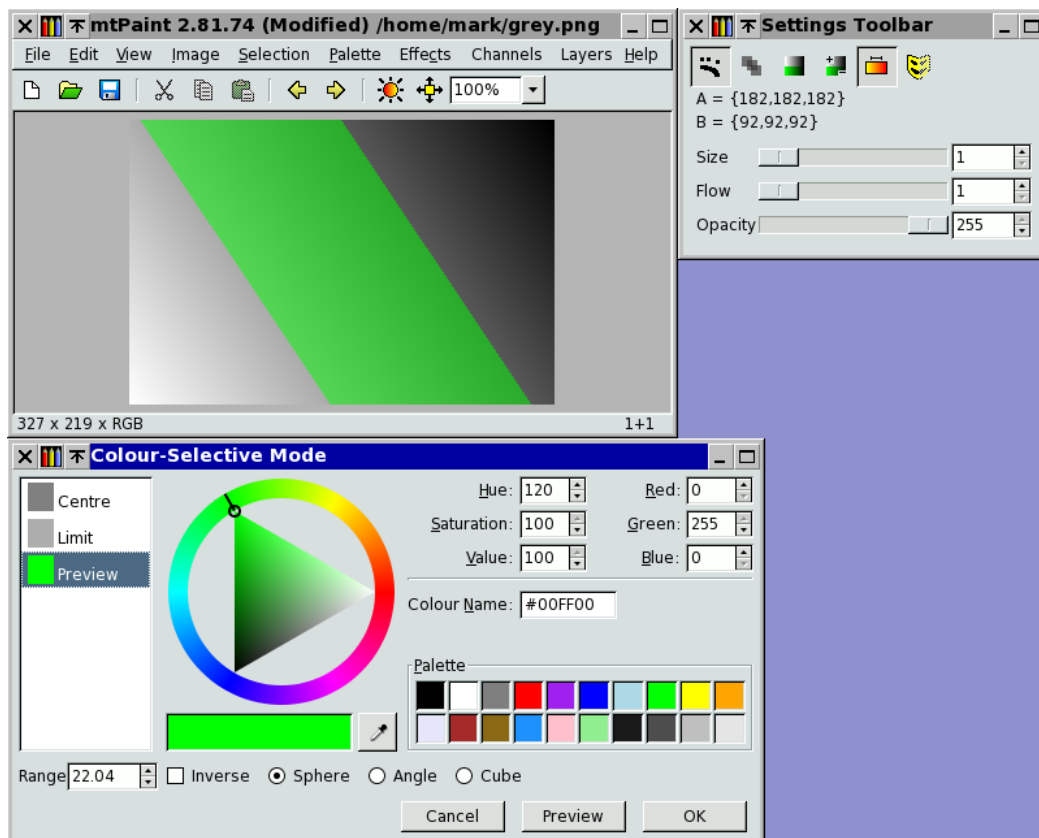 mtPaint 2.81.74 (Modified) /home/mark/grey.png
File Edit View Image Selection Palette Effects Channels Layers Help
100%
327 x 219 x RGB 1+1
Settings Toolbar
A = {182,182,182}
B = {92,92,92}
Size 1
Flow 1
Opacity 255
Colour-Selective Mode
Centre
Limit
Preview
Hue: 120 Red: 0
Saturation: 100 Green: 255
Value: 100 Blue: 0
Colour Name: #00FF00
Palette
Range 22.04 Inverse Sphere Angle Cube
Cancel Preview OK